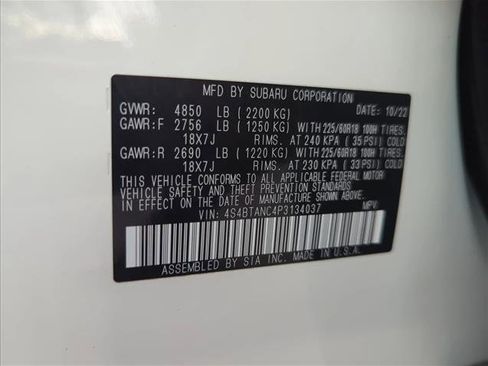 MFD BY SUBARU CORPORATION
GVWR: 4850 LB (2200 KG) DATE: 10/22
GAWR:F 2756 LB (1250 KG) WITH 225/60R18 100H TIRES.
18X7J RIMS. AT 240 KPA (35 PSI) COLD
GAWR:R 2690 LB (1220 KG) WITH 225/60R18 100H TIRES.
18X7J RIMS. AT 230 KPA (33 PSI) COLD
THIS VEHICLE CONFORMS TO ALL APPLICABLE FEDERAL MOTOR
VEHICLE SAFETY AND THEFT PREVENTION STANDARDS
IN EFFECT ON THE DATE OF MANUFACTURE SHOWN ABOVE.
VIN: 4S4BTANC4P3134037 MPV
ASSEMBLED BY SIA INC. MADE IN U.S.A.